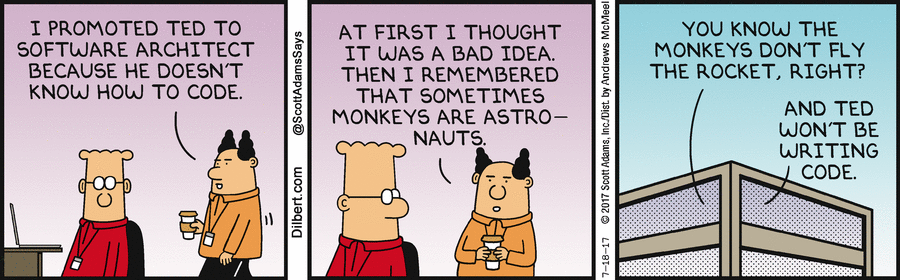 I PROMOTED TED TO
SOFTWARE ARCHITECT
BECAUSE HE DOESN'T
KNOW HOW TO CODE.
Dilbert.com @ScottAdamsSays
AT FIRST I THOUGHT
IT WAS A BAD IDEA.
THEN I REMEMBERED
THAT SOMETIMES
MONKEYS ARE ASTRO—
NAUTS.
7-18-17 © 2017 Scott Adams, Inc./Dist. by Andrews McMeel
YOU KNOW THE
MONKEYS DON'T FLY
THE ROCKET, RIGHT?
AND TED
WON'T BE
WRITING
CODE.